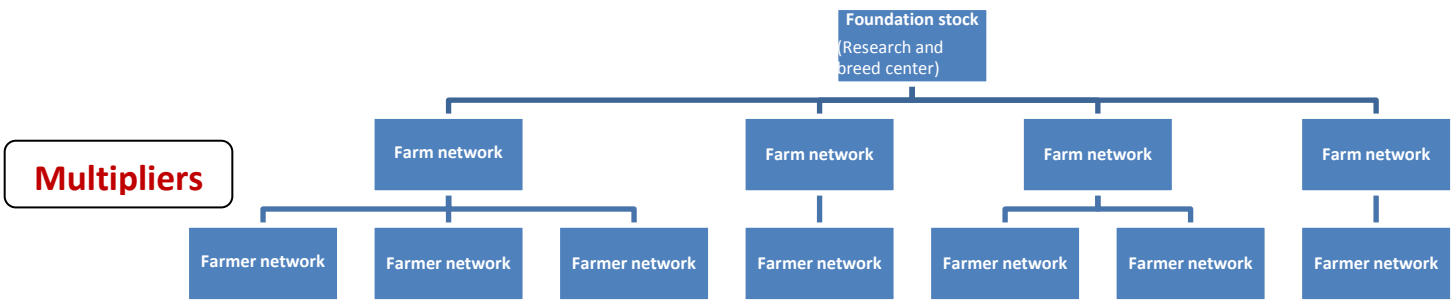 Foundation stock
(Research and
breed center)
Farm network
Farm network
Farm network
Farm network
Multipliers
Farmer network
Farmer network
Farmer network
Farmer network
Farmer network
Farmer network
Farmer network